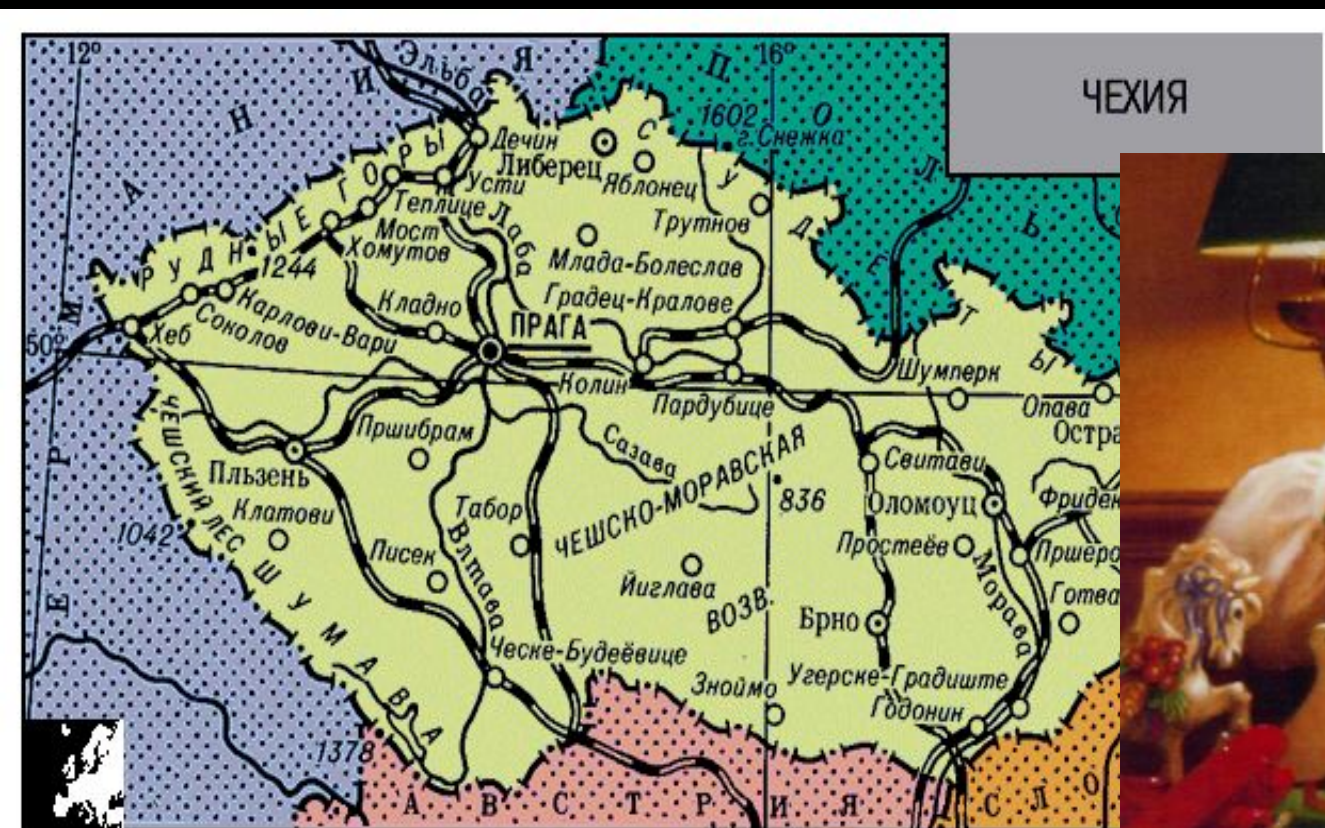 12°
Эльба
И
Я
П
16°
ЧЕХИЯ
1602
г. Снежка
О
Н
Дечин
С
Либерец
Яблонец
Л
А
РУДНЫЕ ГОРЫ
Усти
У
Теплице
Лаба
Трутнов
Ь
Мост
Д
Хомутов
Млада-Болеслав
Е
1244
М
Кладно
Градец-Кралове
Т
Карлови-Вари
ПРАГА
Соколов
Хеб
50°
Ы
Шумперк
Колин
Пардубице
Опава
Остра
ЧЕШСКИЙ ЛЕС
Пршибрам
Сазава
Р
Свитави
Пльзень
ЧЕШСКО-МОРАВСКАЯ
836
Оломоуц
Фриден
Клатови
Табор
1042
Влтава
Писек
Простеёв
Пршеро
Морава
Йиглава
ВОЗВ.
Готва
Е
ШУМАВА
Брно
Ческе-Будеёвице
Зноймо
Угерске-Градиште
Годонин
1378
АВСТРИЯ
СЛО